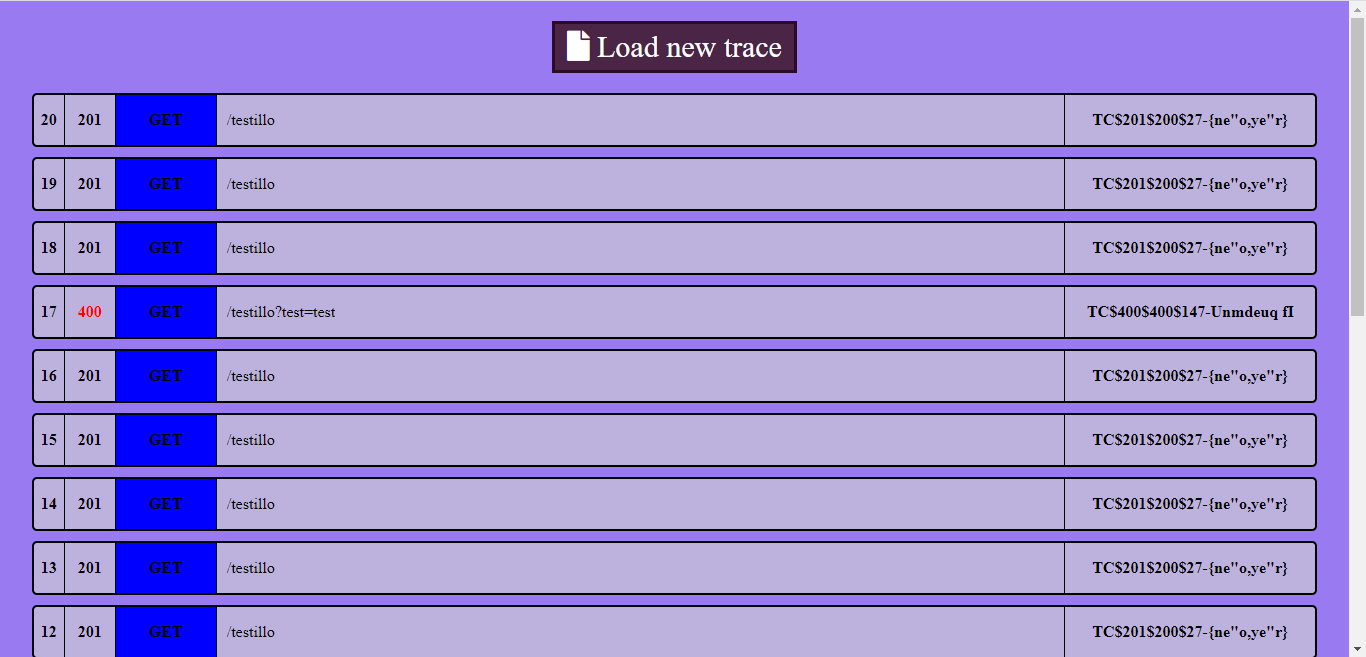 Load new trace
20 201 GET /testillo TC$201$200$27-{ne"o,ye"r}
19 201 GET /testillo TC$201$200$27-{ne"o,ye"r}
18 201 GET /testillo TC$201$200$27-{ne"o,ye"r}
17 400 GET /testillo?test=test TC$400$400$147-Unmdeuq fI
16 201 GET /testillo TC$201$200$27-{ne"o,ye"r}
15 201 GET /testillo TC$201$200$27-{ne"o,ye"r}
14 201 GET /testillo TC$201$200$27-{ne"o,ye"r}
13 201 GET /testillo TC$201$200$27-{ne"o,ye"r}
12 201 GET /testillo TC$201$200$27-{ne"o,ye"r}